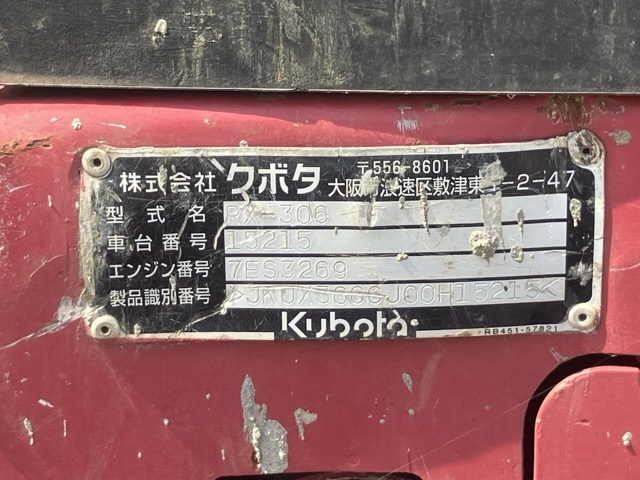 株式会社 クボタ 〒556-8601
大阪市浪速区敷津東1-2-47
型式名 RX-306
車台番号 15215
エンジン番号 7ES3269
製品識別番号
Kubota
RB451-57821